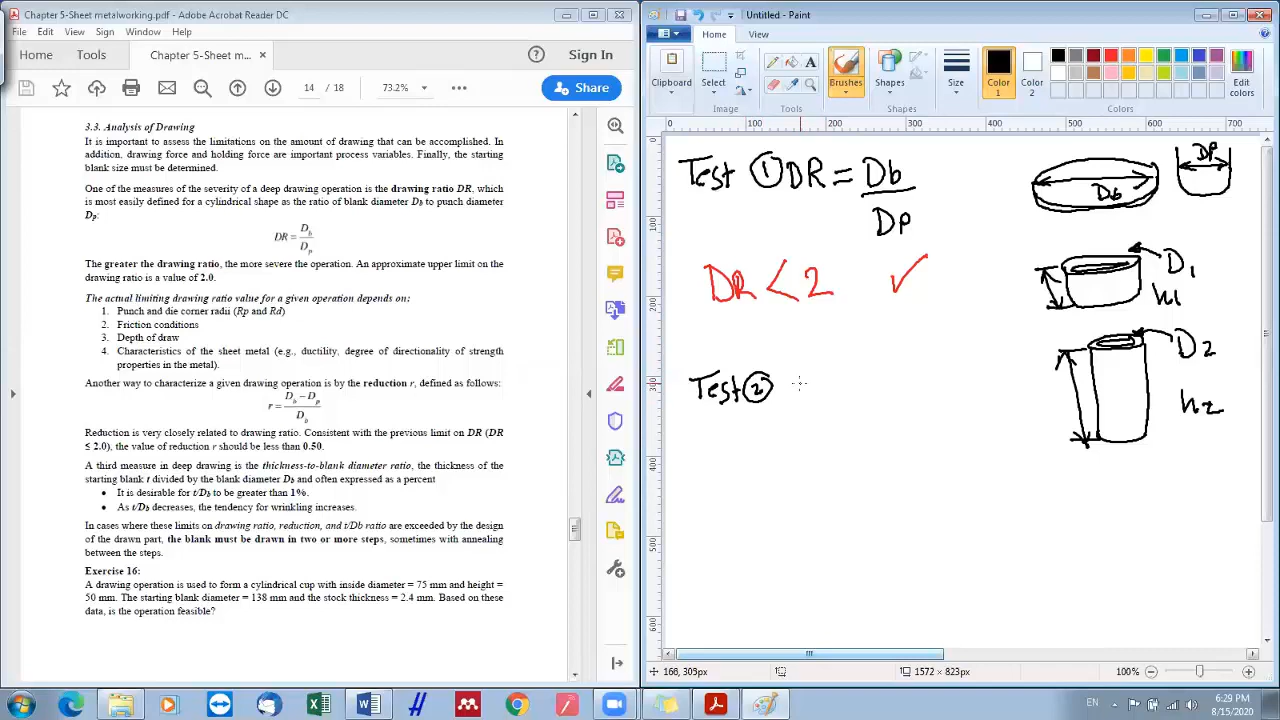 Chapter 5-Sheet metalworking.pdf - Adobe Acrobat Reader DC
File Edit View Sign Window Help
Home Tools Chapter 5-Sheet m... Sign In
14 / 18 73.2% Share
3.3. Analysis of Drawing
It is important to assess the limitations on the amount of drawing that can be accomplished. In
addition, drawing force and holding force are important process variables. Finally, the starting
blank size must be determined.
One of the measures of the severity of a deep drawing operation is the drawing ratio DR, which
is most easily defined for a cylindrical shape as the ratio of blank diameter Db to punch diameter
Dp:
DR = Db / Dp
The greater the drawing ratio, the more severe the operation. An approximate upper limit on the
drawing ratio is a value of 2.0.
The actual limiting drawing ratio value for a given operation depends on:
1. Punch and die corner radii (Rp and Rd)
2. Friction conditions
3. Depth of draw
4. Characteristics of the sheet metal (e.g., ductility, degree of directionality of strength
properties in the metal).
Another way to characterize a given drawing operation is by the reduction r, defined as follows:
r = Db − Dp / Db
Reduction is very closely related to drawing ratio. Consistent with the previous limit on DR (DR
≤ 2.0), the value of reduction r should be less than 0.50.
A third measure in deep drawing is the thickness-to-blank diameter ratio, the thickness of the
starting blank t divided by the blank diameter Db and often expressed as a percent
• It is desirable for t/Db to be greater than 1%.
• As t/Db decreases, the tendency for wrinkling increases.
In cases where these limits on drawing ratio, reduction, and t/Db ratio are exceeded by the design
of the drawn part, the blank must be drawn in two or more steps, sometimes with annealing
between the steps.
Exercise 16:
A drawing operation is used to form a cylindrical cup with inside diameter = 75 mm and height =
50 mm. The starting blank diameter = 138 mm and the stock thickness = 2.4 mm. Based on these
data, is the operation feasible?
Untitled - Paint
Home View
Clipboard Image Brushes Shapes Size Color 1 Color 2 Edit colors
Tools Shapes Colors
0 100 200 300 400 500 600 700
0
100
200
300
400
500
600
Test ① DR = Db / Dp
Db
DP
DR < 2 ✓
D1
h1
D2
h2
Test ②
168, 305px 1572 × 823px 100%
EN 6:29 PM
8/15/2020